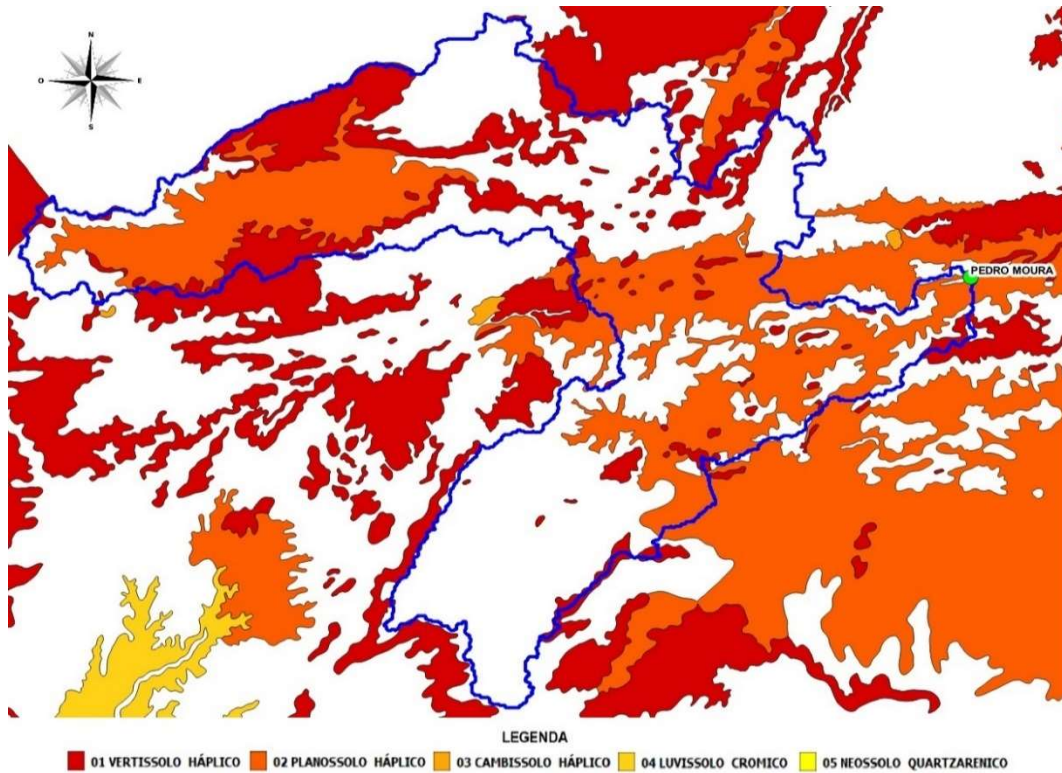 N
O
E
S
PEDRO MOURA
LEGENDA
01 VERTISSOLO HÁPLICO 02 PLANOSSOLO HÁPLICO 03 CAMBISSOLO HÁPLICO 04 LUVISSOLO CROMICO 05 NEOSSOLO QUARTZARENICO